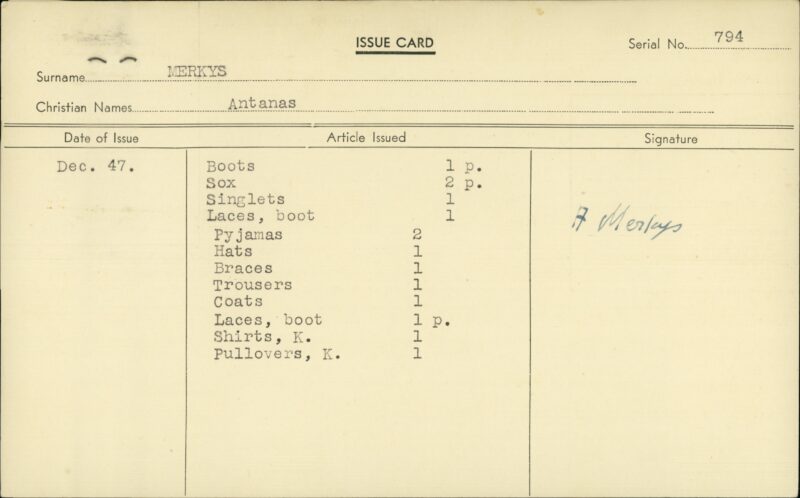 ISSUE CARD
Serial No. 794
Surname MERKYS
Christian Names Antanas
Date of Issue Article Issued Signature
Dec. 47. Boots 1 p.
Sox 2 p.
Singlets 1
Laces, boot 1
A Merkys
Pyjamas 2
Hats 1
Braces 1
Trousers 1
Coats 1
Laces, boot 1 p.
Shirts, K. 1
Pullovers, K. 1